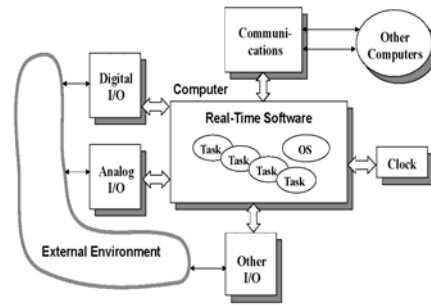 Communi-
cations
Other
Computers
Digital
I/O
Computer
Real-Time Software
Task
Task
Task
Task
OS
Analog
I/O
Clock
External Environment
Other
I/O